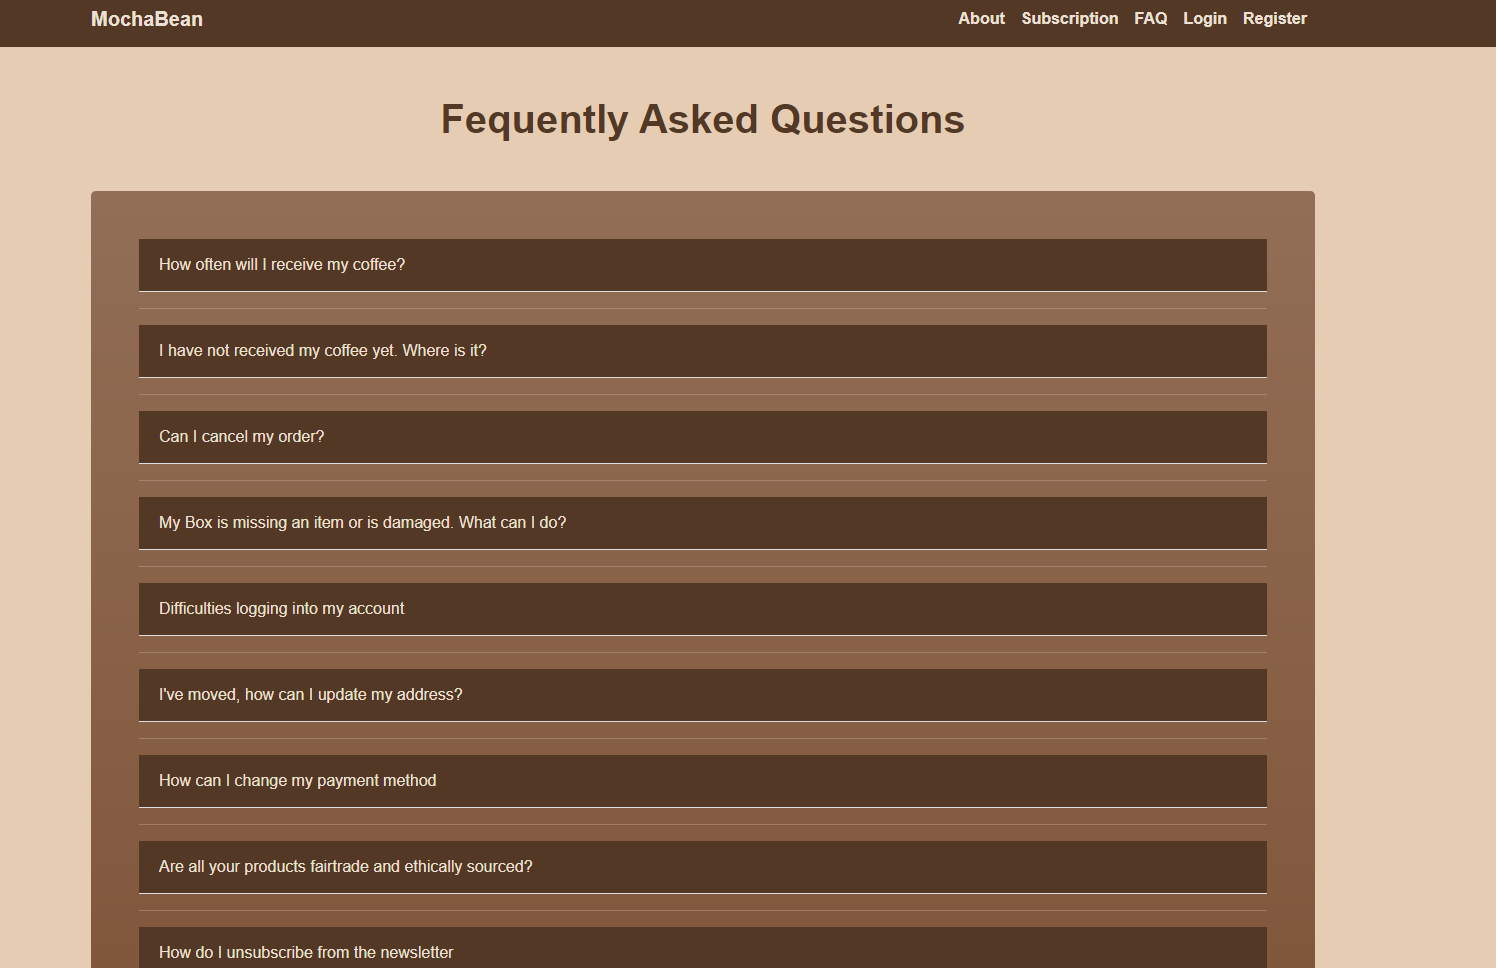 MochaBean
About Subscription FAQ Login Register
Fequently Asked Questions
How often will I receive my coffee?
I have not received my coffee yet. Where is it?
Can I cancel my order?
My Box is missing an item or is damaged. What can I do?
Difficulties logging into my account
I've moved, how can I update my address?
How can I change my payment method
Are all your products fairtrade and ethically sourced?
How do I unsubscribe from the newsletter